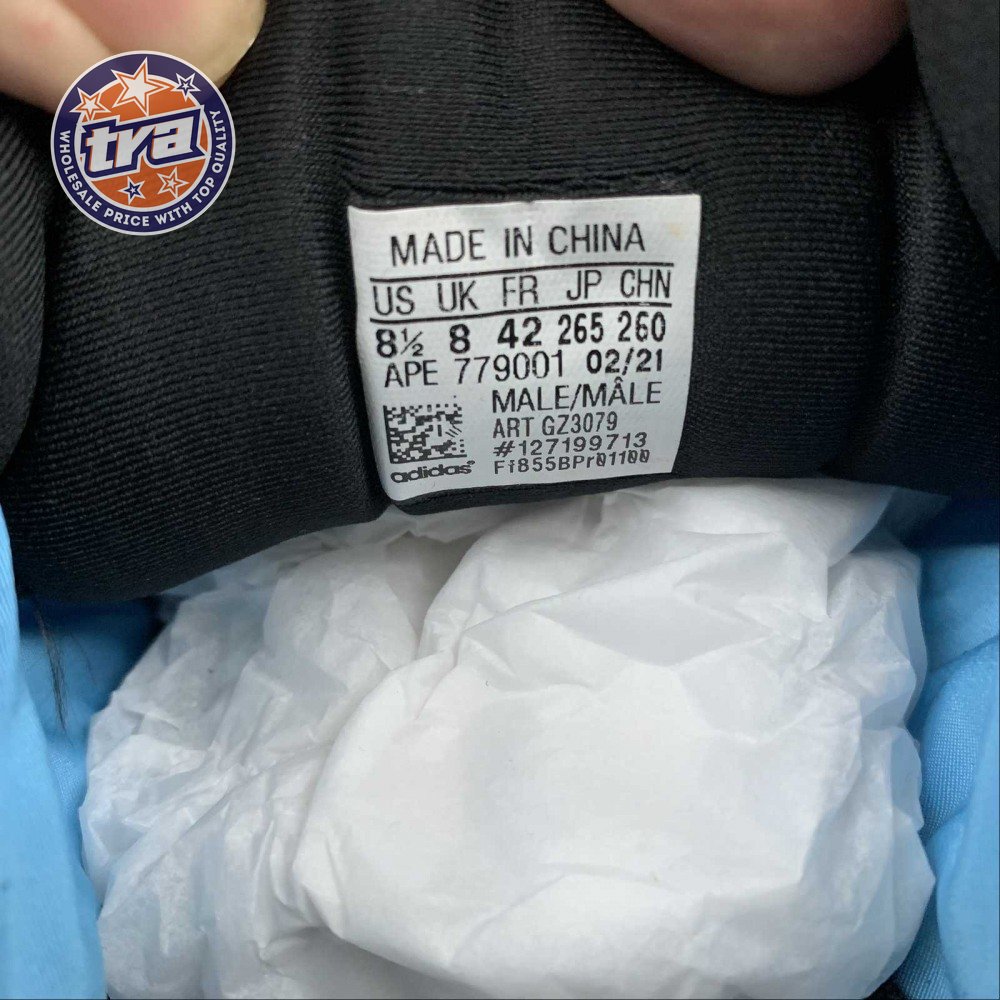 tra
WHOLESALE PRICE WITH TOP QUALITY
MADE IN CHINA
US UK FR JP CHN
8½ 8 42 265 260
APE 779001 02/21
MALE/MÂLE
ART GZ3079
#127199713
Ff855BPr01100
adidas